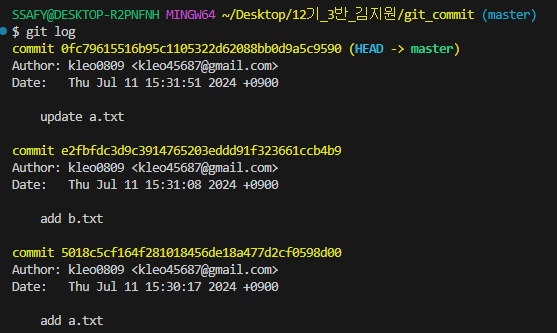 SSAFY@DESKTOP-R2PNFNH MINGW64 ~/Desktop/12기_3반_김지원/git_commit (master)
$ git log
commit 0fc79615516b95c1105322d62088bb0d9a5c9590 (HEAD -> master)
Author: kleo0809 <kleo45687@gmail.com>
Date:   Thu Jul 11 15:31:51 2024 +0900
update a.txt
commit e2fbfdc3d9c3914765203eddd91f323661ccb4b9
Author: kleo0809 <kleo45687@gmail.com>
Date:   Thu Jul 11 15:31:08 2024 +0900
add b.txt
commit 5018c5cf164f281018456de18a477d2cf0598d00
Author: kleo0809 <kleo45687@gmail.com>
Date:   Thu Jul 11 15:30:17 2024 +0900
add a.txt